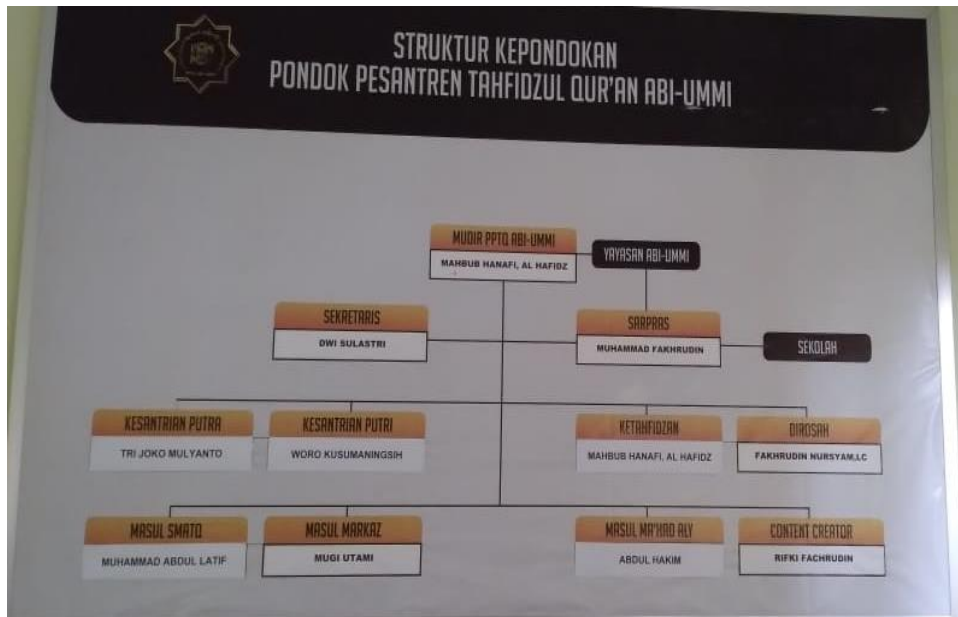 STRUKTUR KEPONDOKAN
PONDOK PESANTREN TAHFIDZUL QUR'AN ABI-UMMI
MUDIR PPTQ ABI-UMMI
MAHBUB HANAFI, AL HAFIDZ
YAYASAN ABI-UMMI
SEKRETARIS
DWI SULASTRI
SARPRAS
MUHAMMAD FAKHRUDIN
SEKOLAH
KESANTRIAN PUTRA
TRI JOKO MULYANTO
KESANTRIAN PUTRI
WORO KUSUMANINGSIH
KETAHFIDZAN
MAHBUB HANAFI, AL HAFIDZ
DIROSAH
FAKHRUDIN NURSYAM,LC
MASUL SMATQ
MUHAMMAD ABDUL LATIF
MASUL MARKAZ
MUGI UTAMI
MASUL MA'HAD ALY
ABDUL HAKIM
CONTENT CREATOR
RIFKI FACHRUDIN